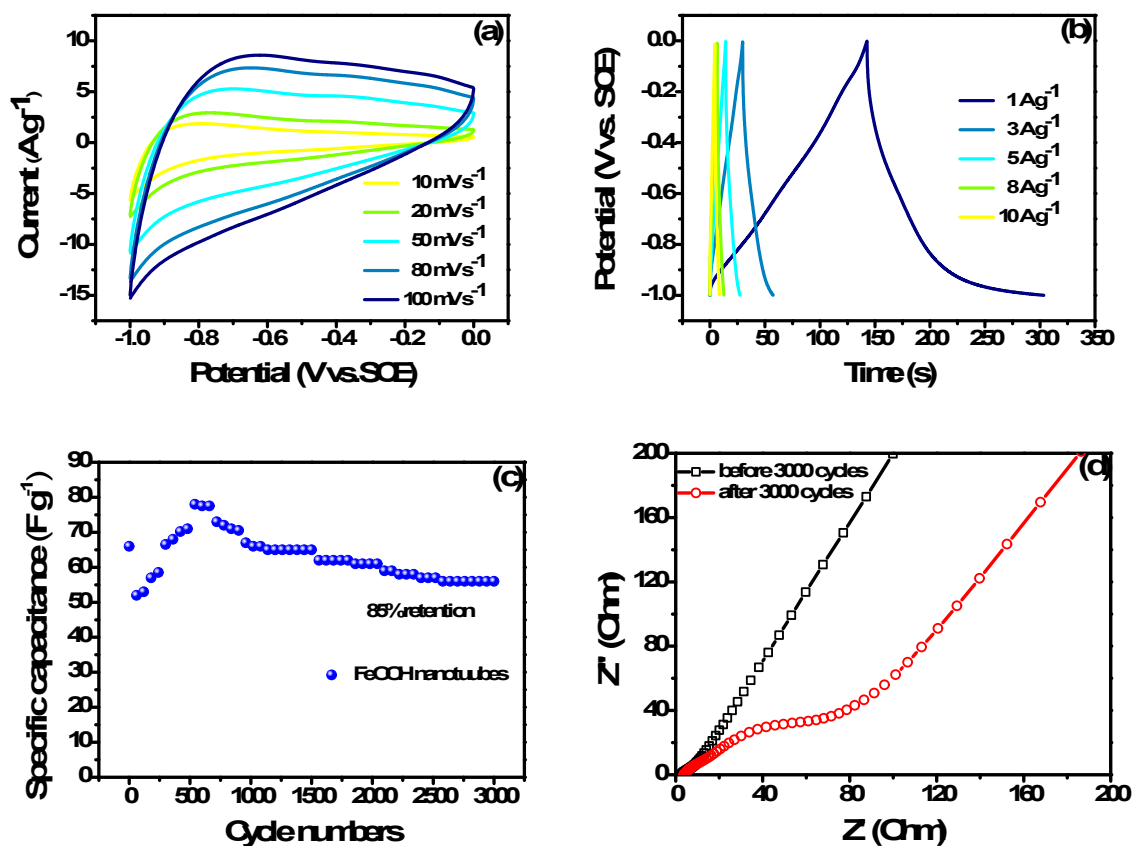 (a)
Current (Ag-1)
10
5
0
-5
-10
-15
10 mVs-1
20 mVs-1
50 mVs-1
80 mVs-1
100 mVs-1
-1.0 -0.8 -0.6 -0.4 -0.2 0.0
Potential (V vs.SCE)
(b)
Potential (V vs. SCE)
0.0
-0.2
-0.4
-0.6
-0.8
-1.0
1 Ag-1
3 Ag-1
5 Ag-1
8 Ag-1
10 Ag-1
0 50 100 150 200 250 300 350
Time (s)
(c)
Specific capacitance (F g-1)
90
80
70
60
50
40
30
20
10
0
85% retention
FeOOH nanotuubes
0 500 1000 1500 2000 2500 3000
Cycle numbers
(d)
Z'' (Ohm)
200
160
120
80
40
0
before 3000 cycles
after 3000 cycles
0 40 80 120 160 200
Z' (Ohm)